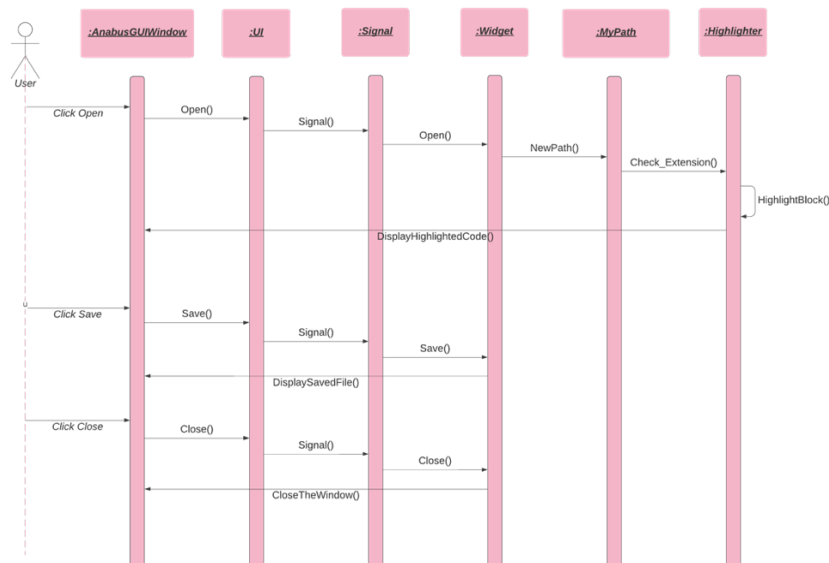 :AnabusGUIWindow
:UI
:Signal
:Widget
:MyPath
:Highlighter
User
Click Open
Open()
Signal()
Open()
NewPath()
Check_Extension()
HighlightBlock()
DisplayHighlightedCode()
Click Save
Save()
Signal()
Save()
DisplaySavedFile()
Click Close
Close()
Signal()
Close()
CloseTheWindow()